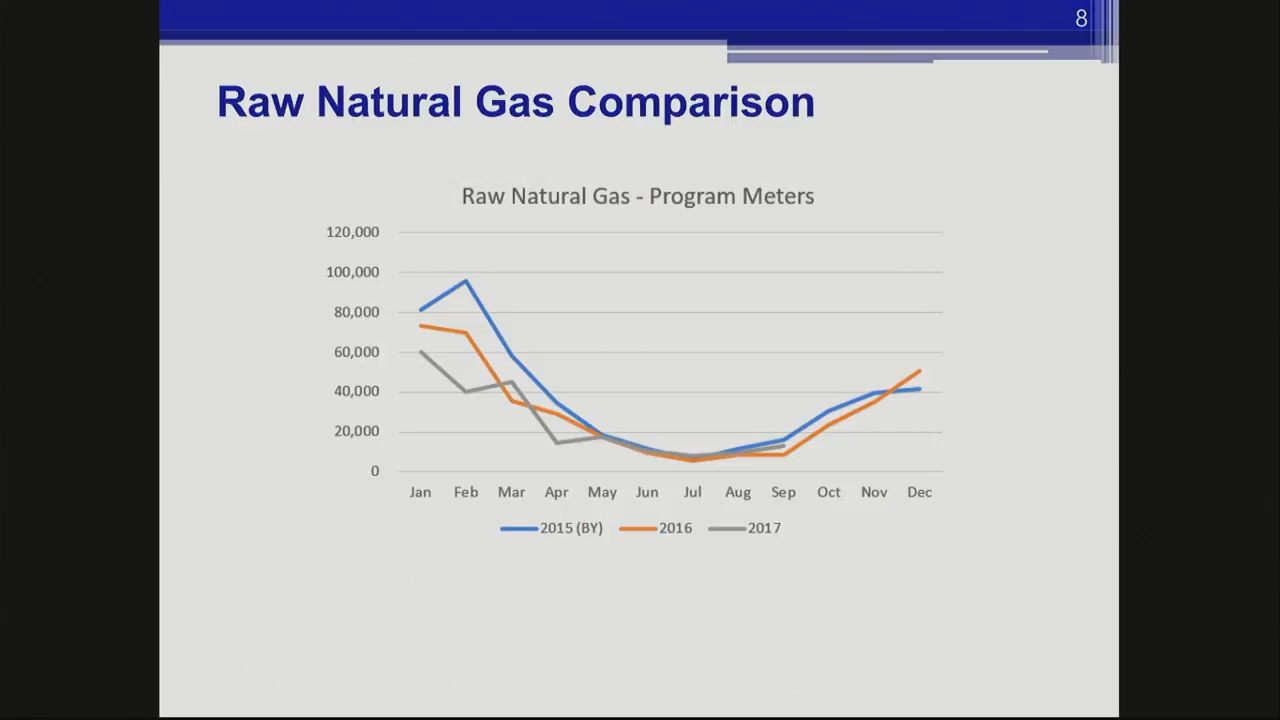 8
Raw Natural Gas Comparison
Raw Natural Gas - Program Meters
120,000
100,000
80,000
60,000
40,000
20,000
0
Jan Feb Mar Apr May Jun Jul Aug Sep Oct Nov Dec
2015 (BY) 2016 2017